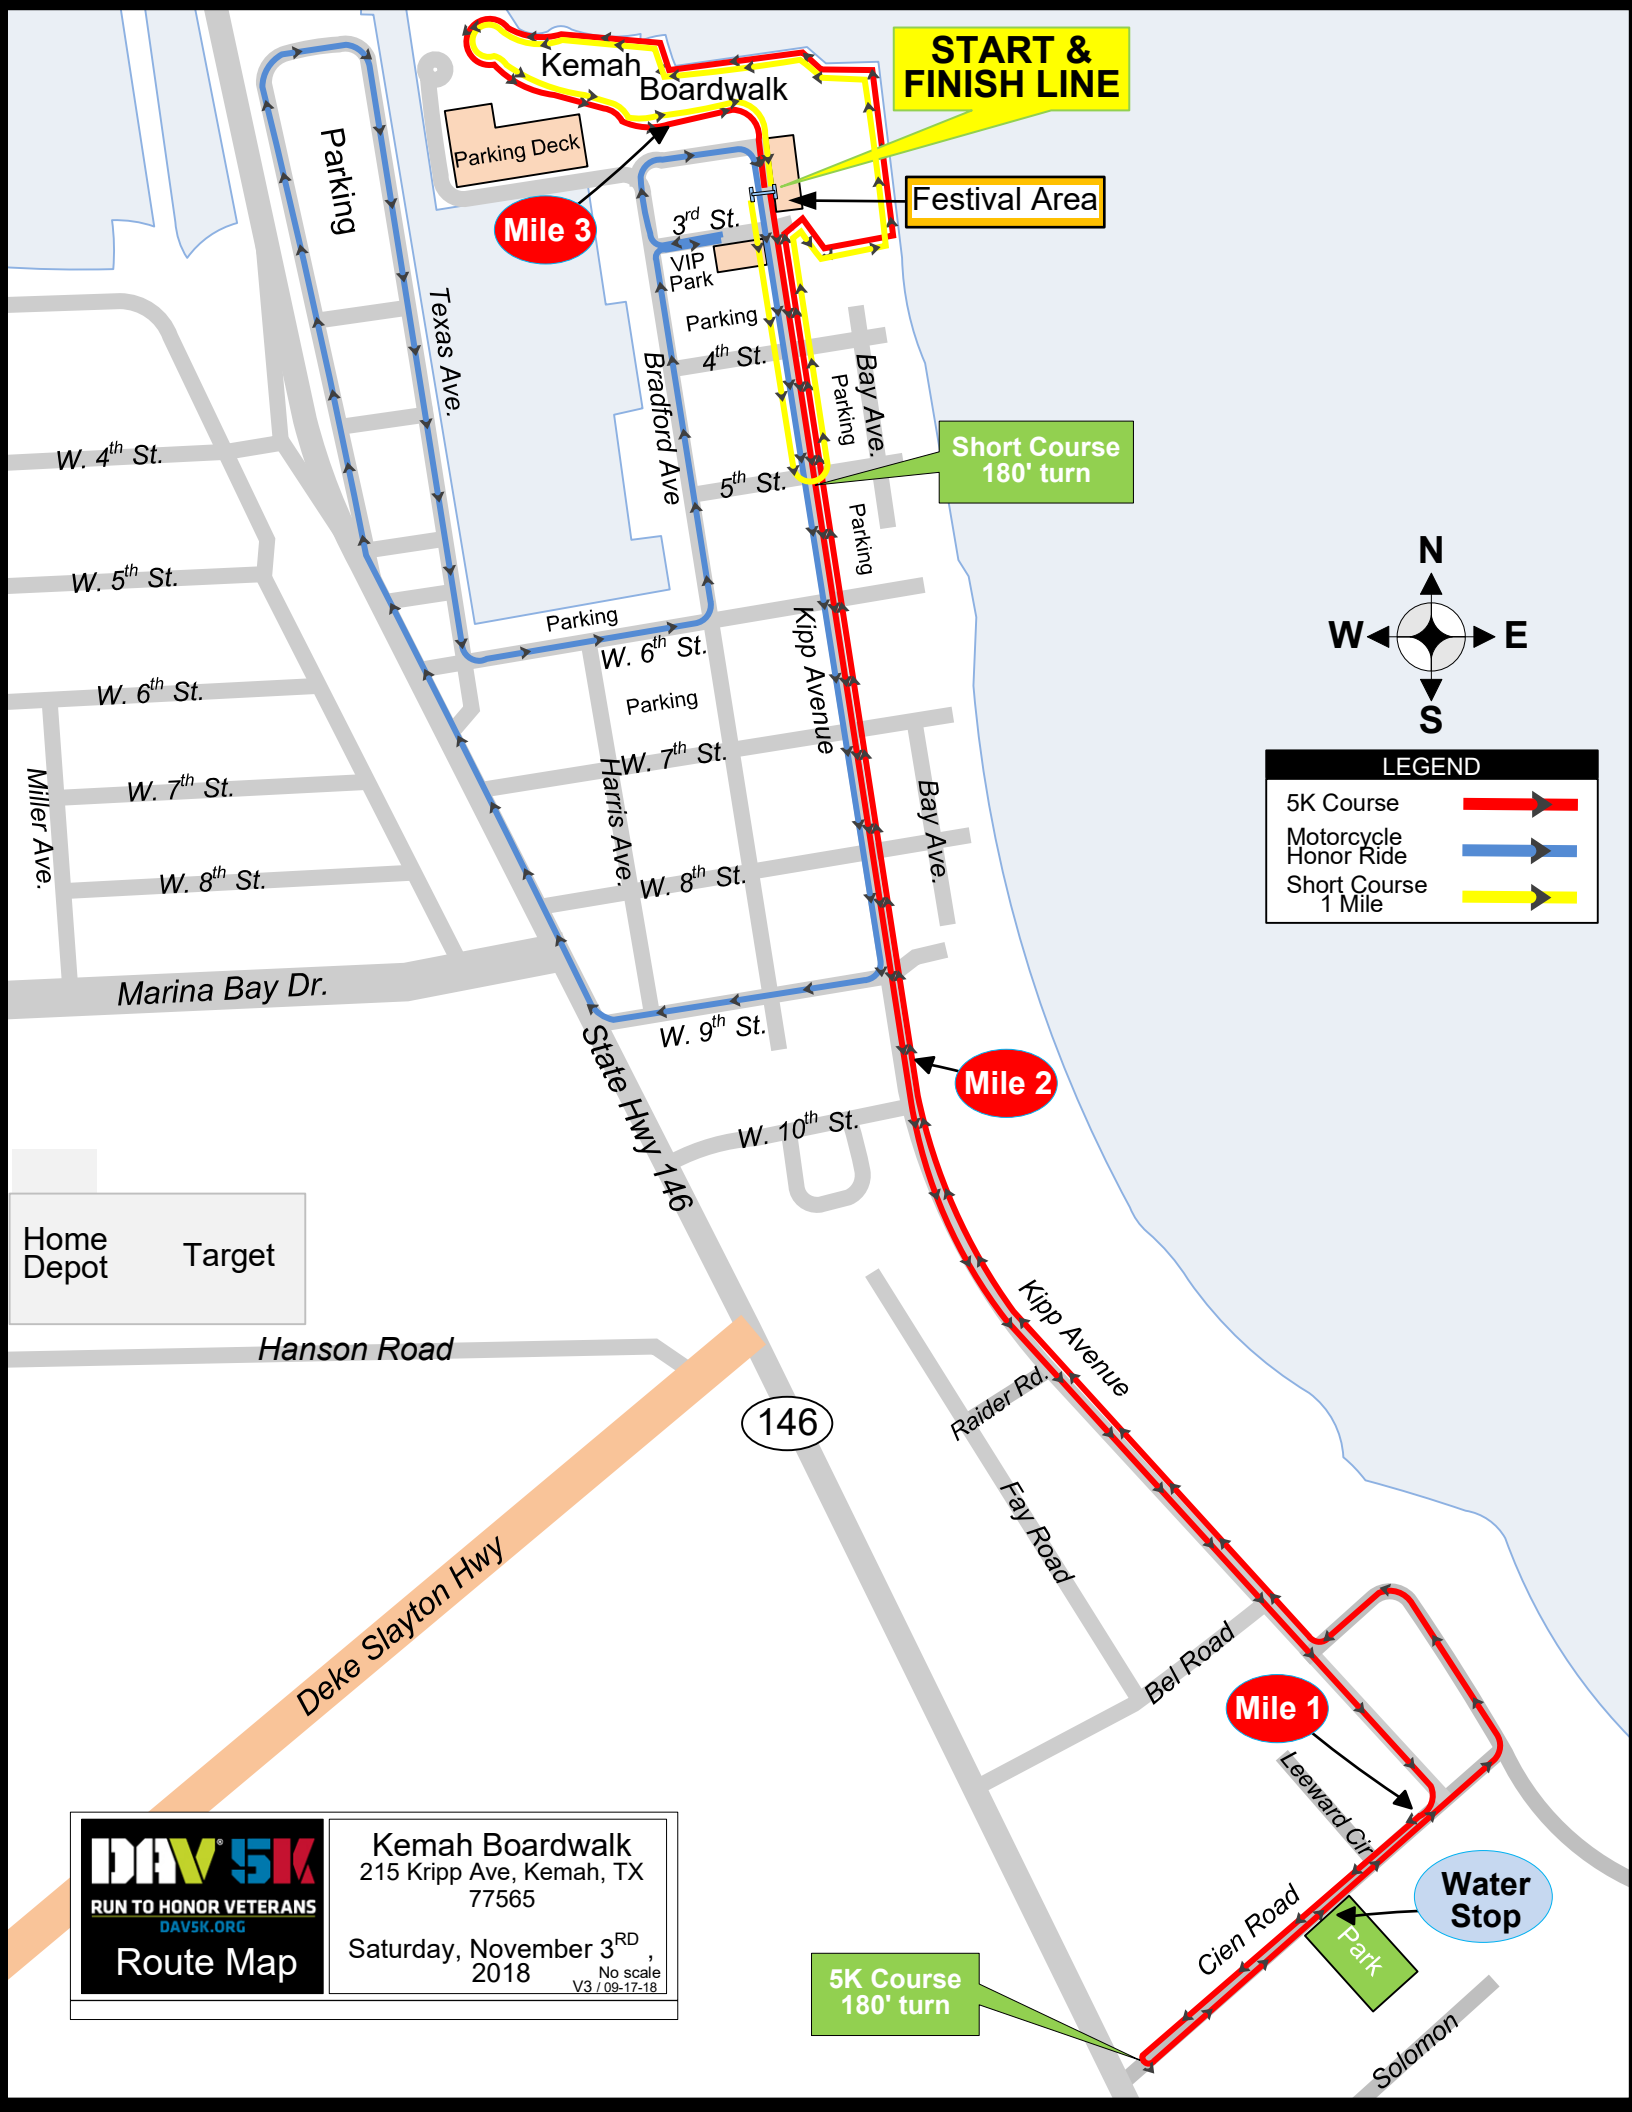 START &
FINISH LINE
Kemah
Boardwalk
Parking
Parking Deck
Mile 3
Festival Area
3rd St.
VIP
Park
Parking
Texas Ave.
4th St.
Bradford Ave
Bay Ave.
Parking
Short Course
180' turn
W. 4th St.
5th St.
Parking
W. 5th St.
N
W E
S
Parking
W. 6th St.
Kipp Avenue
W. 6th St.
Parking
LEGEND
5K Course
Motorcycle
Honor Ride
Short Course
1 Mile
W. 7th St.
Harris Ave.
W. 7th St.
Miller Ave.
Bay Ave.
W. 8th St.
W. 8th St.
Marina Bay Dr.
W. 9th St.
State Hwy 146
Mile 2
W. 10th St.
Home
Depot
Target
Hanson Road
Kipp Avenue
Raider Rd.
146
Fay Road
Deke Slayton Hwy
Bel Road
Mile 1
Leeward Cir
Water
Stop
Cien Road
Park
5K Course
180' turn
Solomon
DAV 5K
®
RUN TO HONOR VETERANS
DAV5K.ORG
Route Map
Kemah Boardwalk
215 Kripp Ave, Kemah, TX
77565
Saturday, November 3RD ,
2018
No scale
V3 / 09-17-18